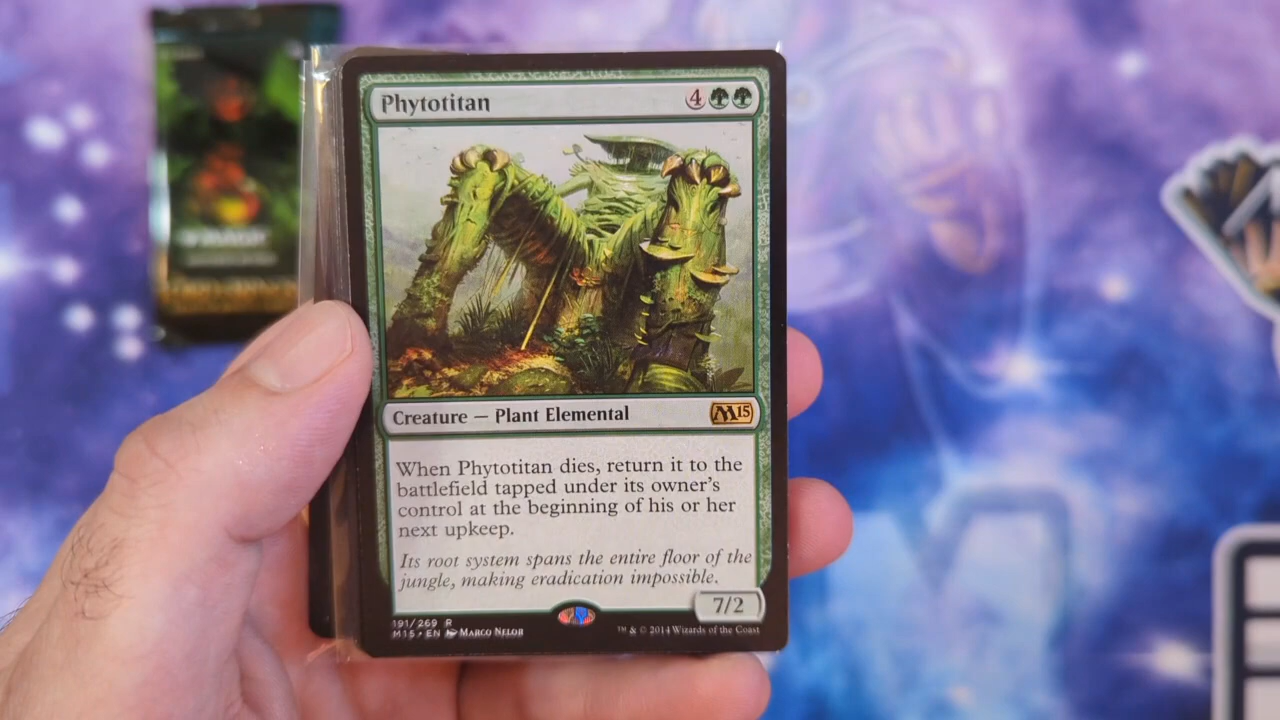 Phytotitan 4
Creature — Plant Elemental M15
When Phytotitan dies, return it to the
battlefield tapped under its owner's
control at the beginning of his or her
next upkeep.
Its root system spans the entire floor of the
jungle, making eradication impossible.
7/2
191/269 R
M15 • EN Marco Nelor
™ & © 2014 Wizards of the Coast